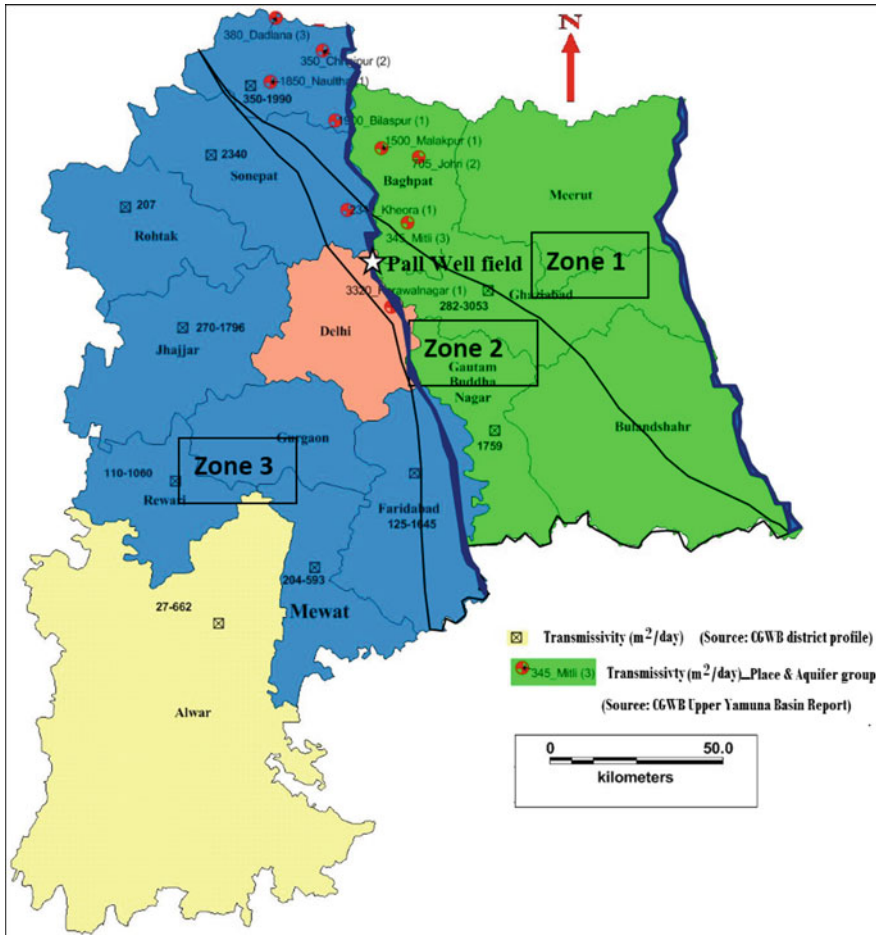 N
380_Dadlana (3)
350_Chhajpur (2)
1850_Naultha (1)
350-1990
1900_Bilaspur (1)
1500_Malakpur (1)
2340
705_Johri (2)
Sonepat
Baghpat
Meerut
207
Kheora (1)
Rohtak
345_Mitli (3)
Pall Well field
Zone 1
3320_Karawalnagar (1)
282-3053
Ghaziabad
270-1796
Delhi
Jhajjar
Zone 2
Gautam
Buddha
Nagar
Bulandshahr
1759
Gurgaon
Zone 3
110-1060
Rewari
Faridabad
125-1645
204-593
Mewat
27-662
Alwar
Transmissivity (m²/day) (Source: CGWB district profile)
345_Mitli (3) Transmissivty (m²/day)_Place & Aquifer group
(Source: CGWB Upper Yamuna Basin Report)
0 50.0
kilometers